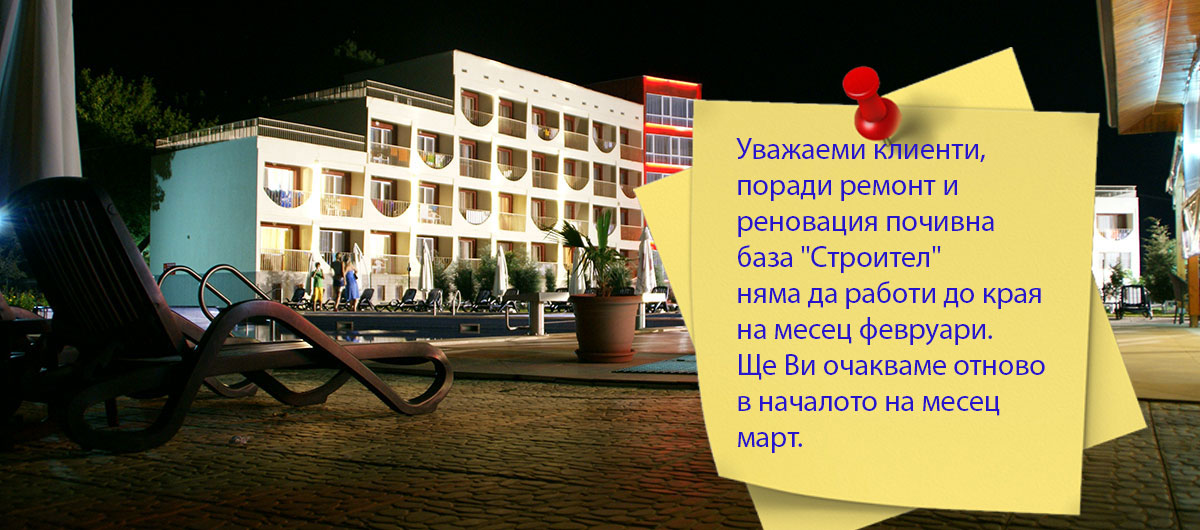 Уважаеми клиенти,
поради ремонт и
реновация почивна
база "Строител"
няма да работи до края
на месец февруари.
Ще Ви очакваме отново
в началото на месец
март.